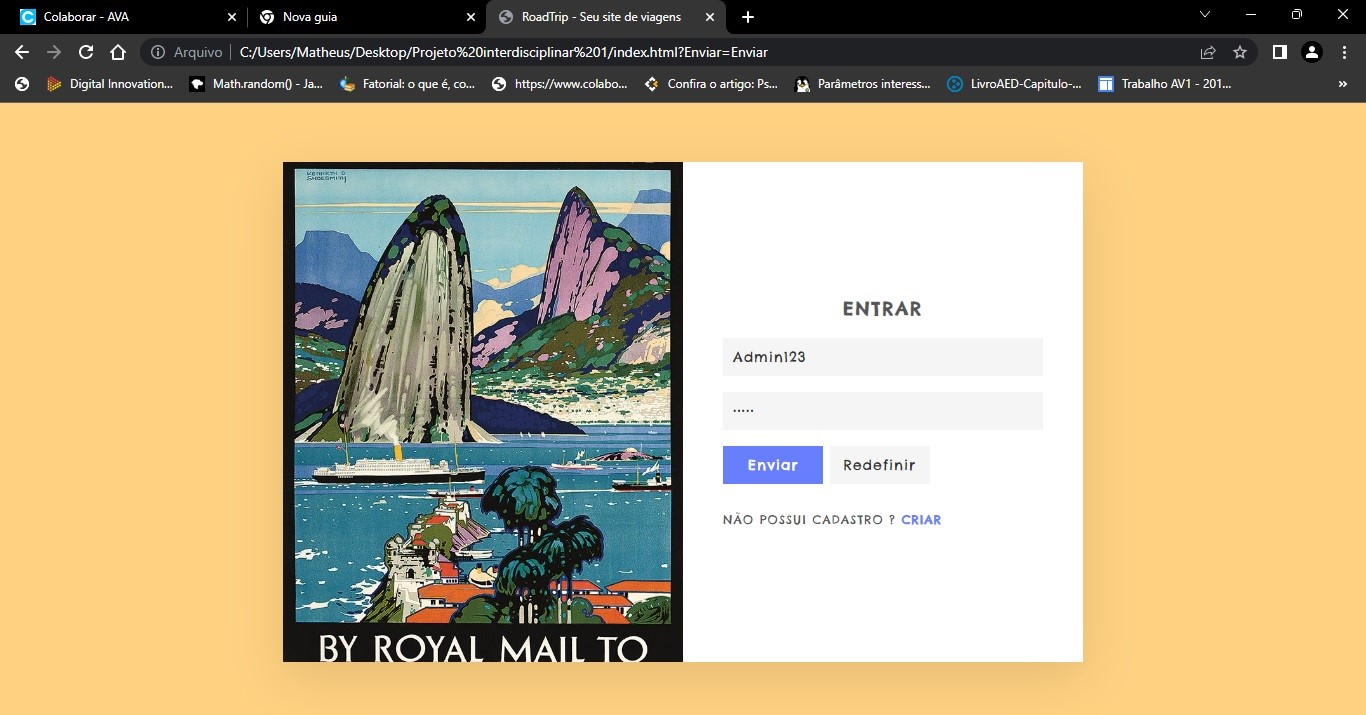 Colaborar - AVA
Nova guia
RoadTrip - Seu site de viagens
Arquivo
C:/Users/Matheus/Desktop/Projeto%20interdisciplinar%201/index.html?Enviar=Enviar
Digital Innovation...
Math.random() - Ja...
Fatorial: o que é, co...
https://www.colabo...
Confira o artigo: Ps...
Parâmetros interess...
LivroAED-Capitulo-...
Trabalho AV1 - 201...
KENNETH D
SHOESMITH
BY ROYAL MAIL TO
ENTRAR
Admin123
•••••
Enviar
Redefinir
NÃO POSSUI CADASTRO ? CRIAR